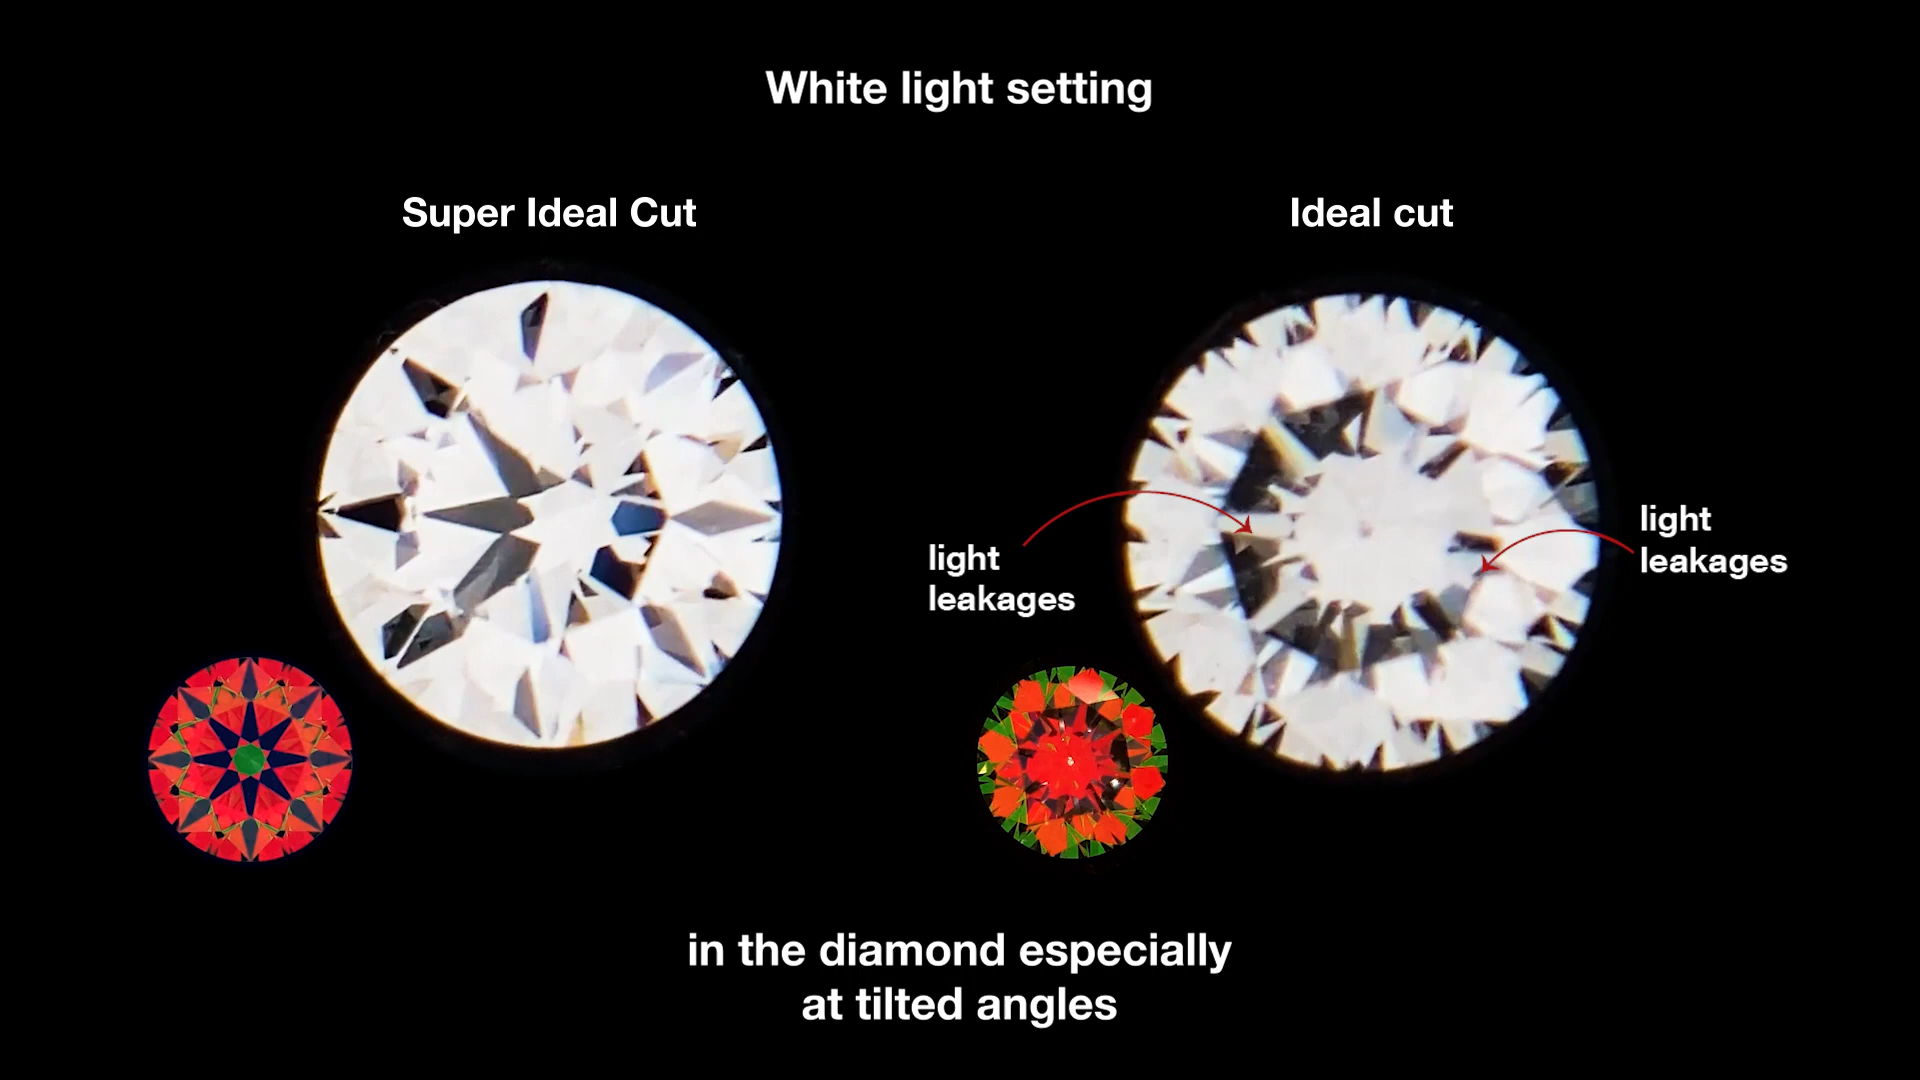 White light setting
Super Ideal Cut
Ideal cut
light
leakages
light
leakages
in the diamond especially
at tilted angles